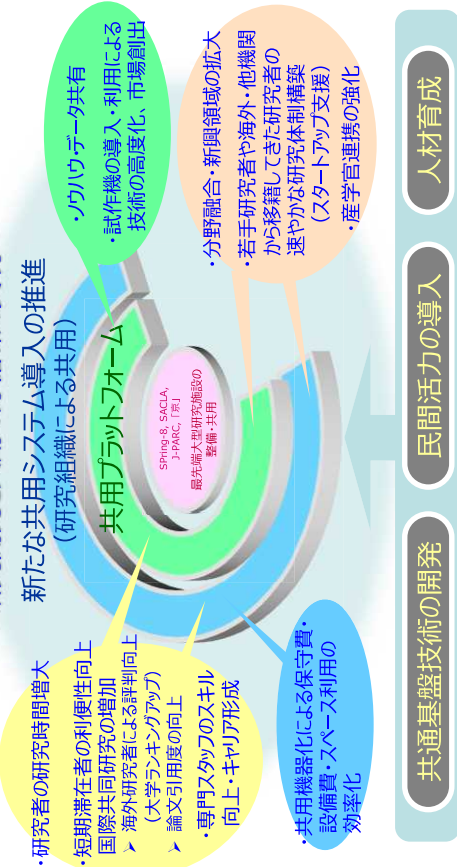 新たな共用システム導入の推進
（研究組織による共用）
共用プラットフォーム
SPring-8, SACLA,
J-PARC, 「京」
最先端大型研究施設の
整備・共用
・研究者の研究時間増大
・短期滞在者の利便性向上
国際共同研究の増加
➤ 海外研究者による評判向上
（大学ランキングアップ）
➤ 論文引用度の向上
・専門スタッフのスキル
向上・キャリア形成
・共用機器化による保守費・
設備費・スペース利用の
効率化
・ノウハウ・データ共有
・試作機の導入・利用による
技術の高度化、市場創出
・分野融合・新興領域の拡大
・若手研究者や海外・他機関
から移籍してきた研究者の
速やかな研究体制構築
（スタートアップ支援）
・産学官連携の強化
共通基盤技術の開発
民間活力の導入
人材育成